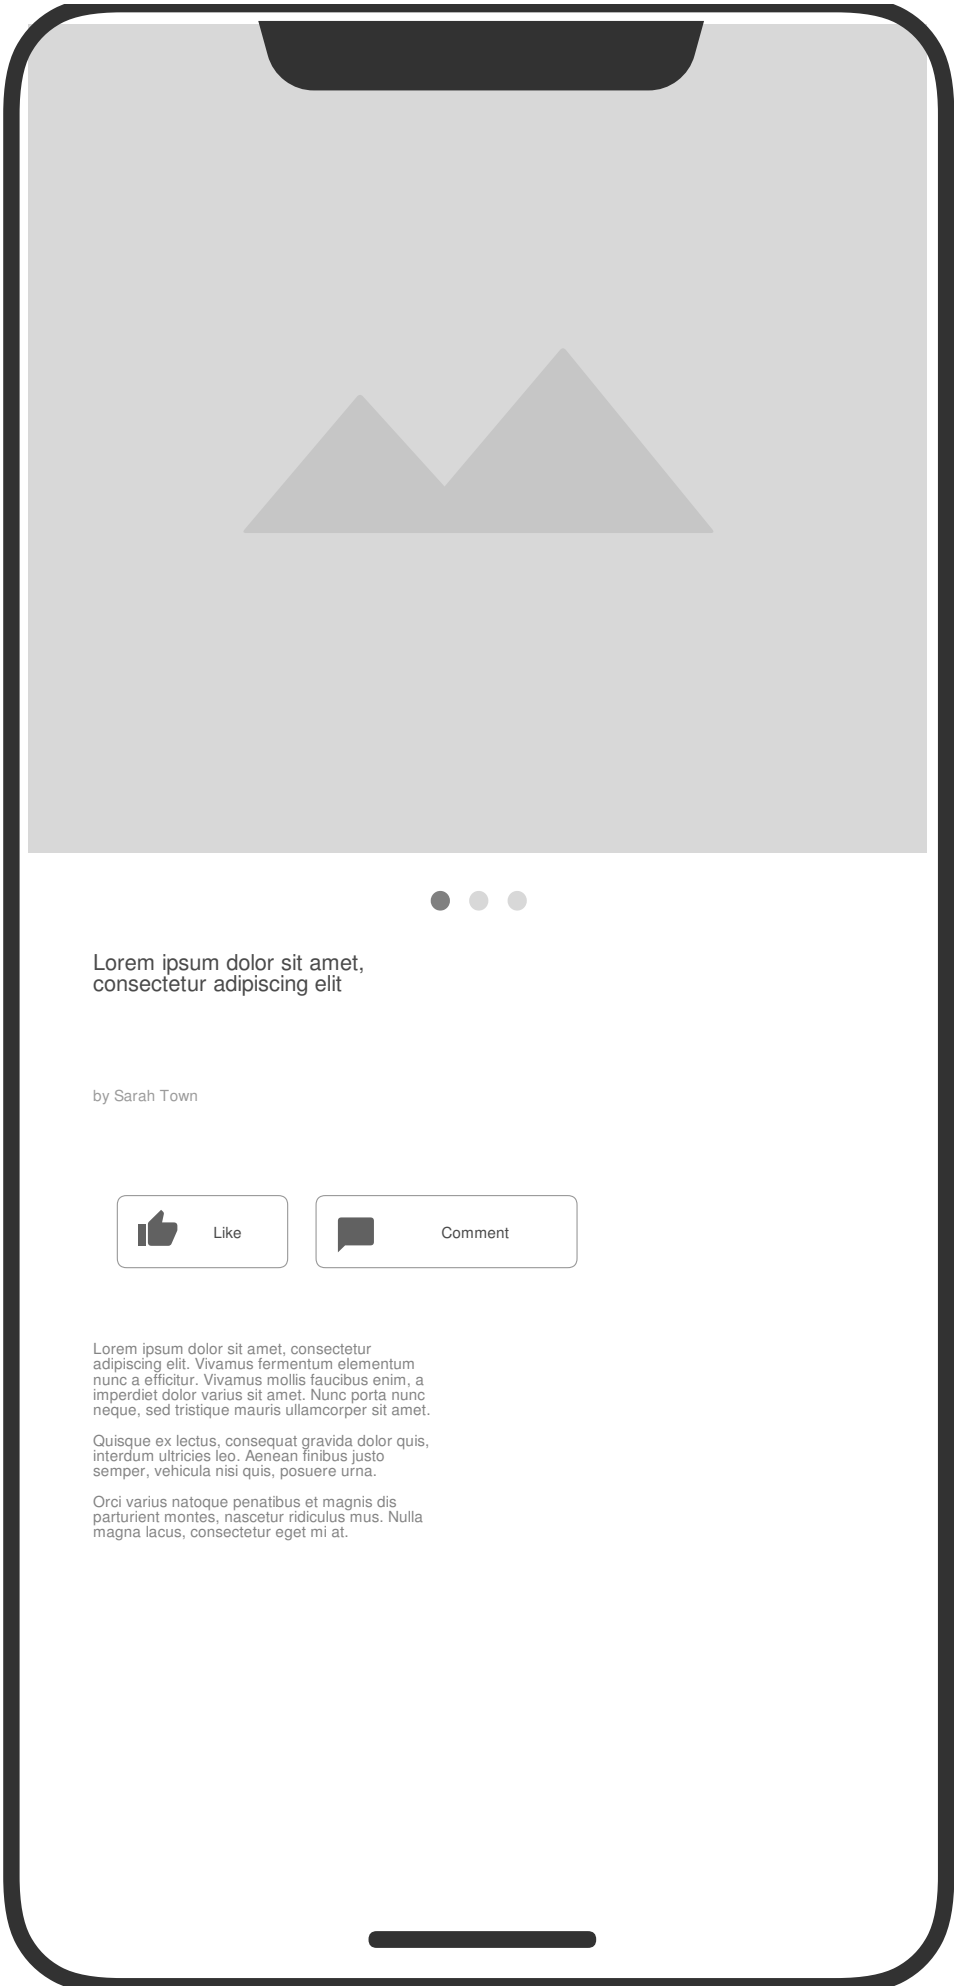 Lorem ipsum dolor sit amet,
consectetur adipiscing elit
by Sarah Town
Like
Comment
Lorem ipsum dolor sit amet, consectetur
adipiscing elit. Vivamus fermentum elementum
nunc a efficitur. Vivamus mollis faucibus enim, a
imperdiet dolor varius sit amet. Nunc porta nunc
neque, sed tristique mauris ullamcorper sit amet.
Quisque ex lectus, consequat gravida dolor quis,
interdum ultricies leo. Aenean finibus justo
semper, vehicula nisi quis, posuere urna.
Orci varius natoque penatibus et magnis dis
parturient montes, nascetur ridiculus mus. Nulla
magna lacus, consectetur eget mi at.